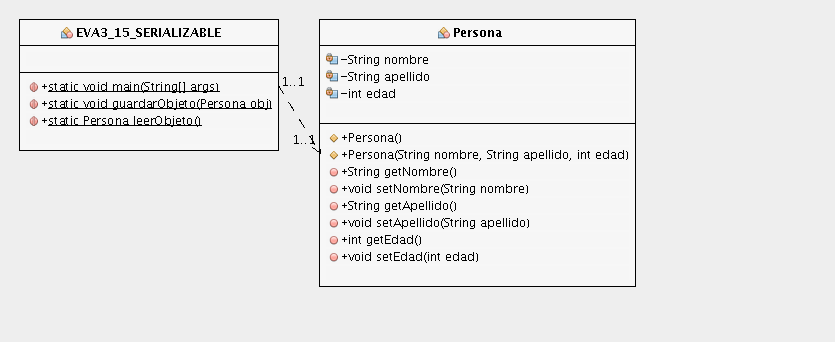 EVA3_15_SERIALIZABLE
+static void main(String[] args)
+static void guardarObjeto(Persona obj)
+static Persona leerObjeto()
1..1
1..1
Persona
-String nombre
-String apellido
-int edad
+Persona()
+Persona(String nombre, String apellido, int edad)
+String getNombre()
+void setNombre(String nombre)
+String getApellido()
+void setApellido(String apellido)
+int getEdad()
+void setEdad(int edad)